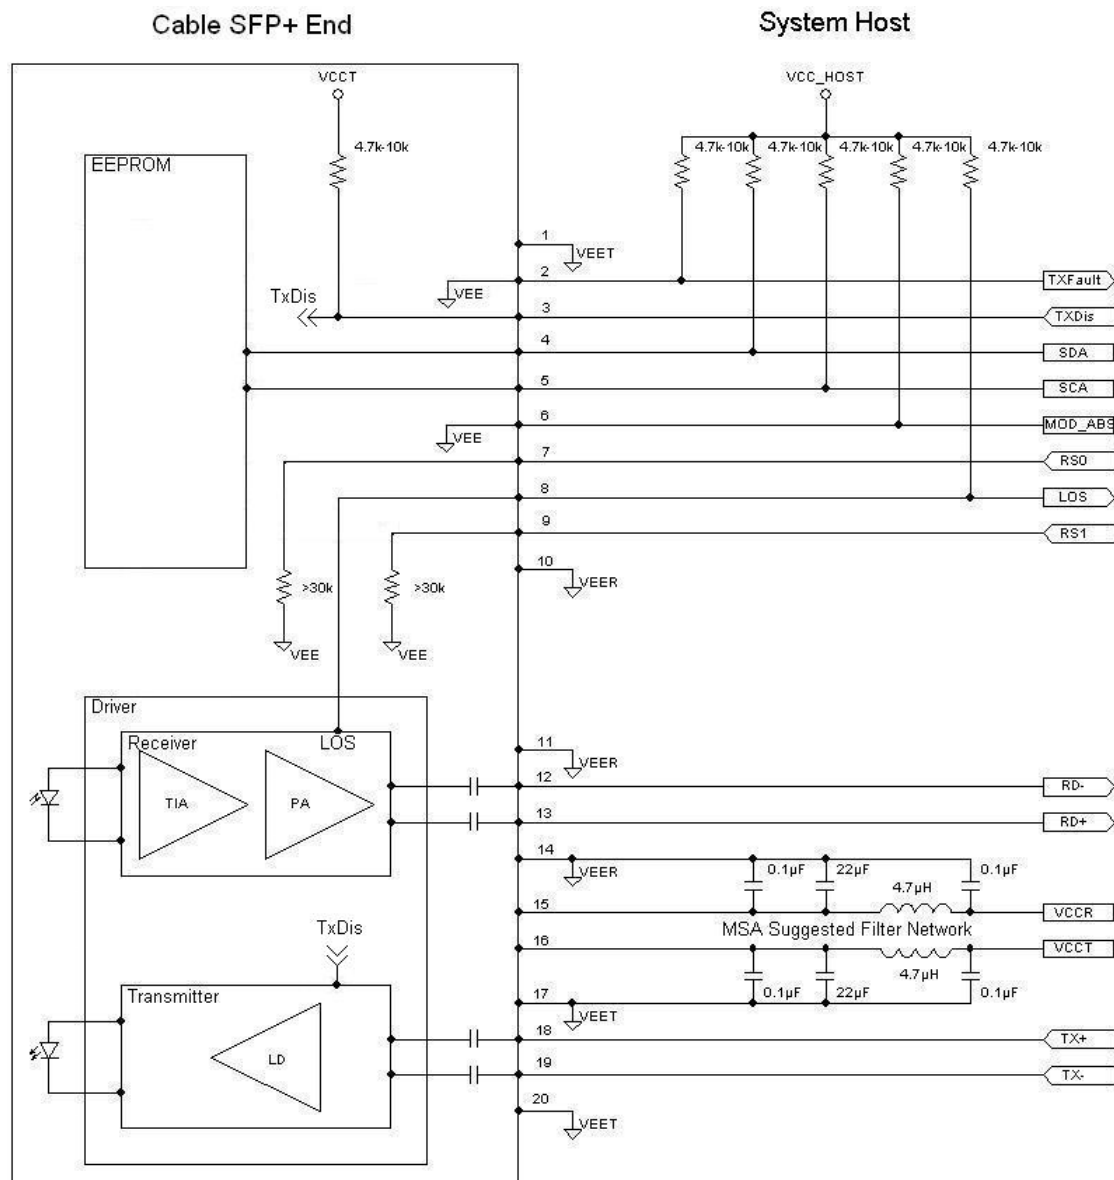 Cable SFP+ End
System Host
VCCT
VCC_HOST
4.7k-10k
4.7k-10k
4.7k-10k
4.7k-10k
4.7k-10k
4.7k-10k
EEPROM
1
VEET
2
VEE
TXFault
TxDis
3
TXDis
4
SDA
5
SCA
6
VEE
MOD_ABS
7
RS0
8
LOS
9
RS1
10
VEER
>30k
>30k
VEE
VEE
Driver
Receiver
LOS
TIA
PA
11
VEER
12
RD-
13
RD+
14
VEER
0.1µF
22µF
4.7µH
0.1µF
15
VCCR
MSA Suggested Filter Network
16
VCCT
4.7µH
0.1µF
22µF
0.1µF
17
VEET
TxDis
Transmitter
LD
18
TX+
19
TX-
20
VEET